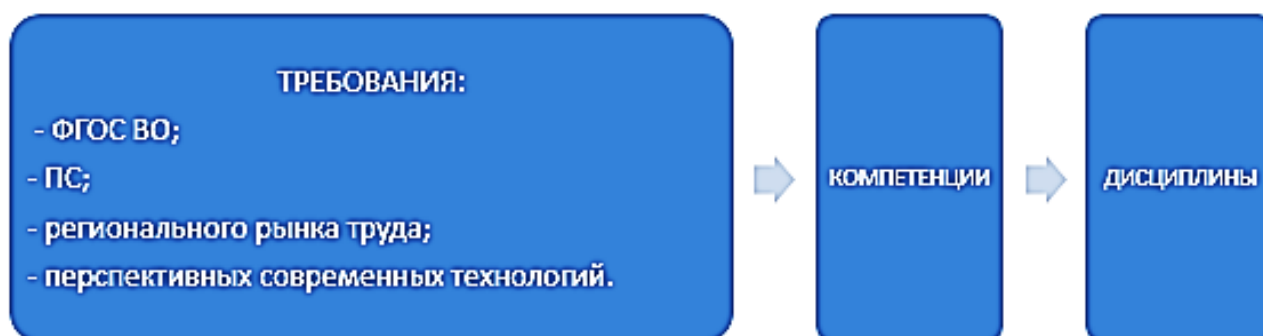 ТРЕБОВАНИЯ:
- ФГОС ВО;
- ПС;
- регионального рынка труда;
- перспективных современных технологий.
КОМПЕТЕНЦИИ
ДИСЦИПЛИНЫ